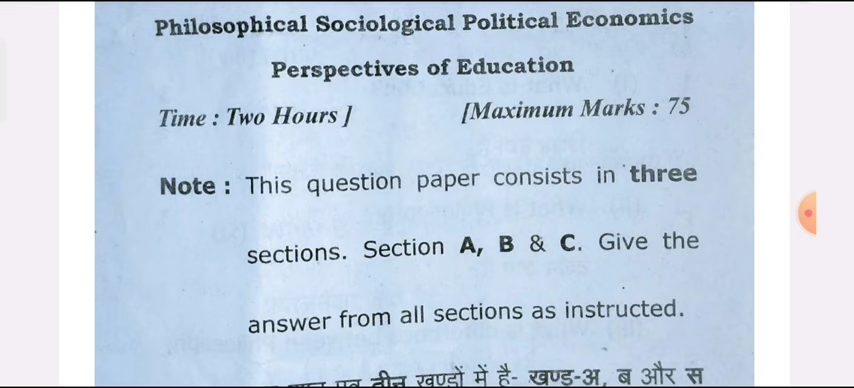 Philosophical Sociological Political Economics
Perspectives of Education
Time : Two Hours ] [Maximum Marks : 75
Note : This question paper consists in three
sections. Section A, B & C. Give the
answer from all sections as instructed.
तीन खण्डों में है- खण्ड-अ, ब और स